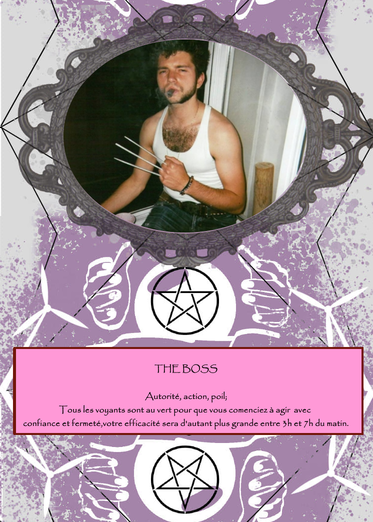 THE BOSS
Autorité, action, poil;
Tous les voyants sont au vert pour que vous comenciez à agir avec
confiance et fermeté,votre efficacité sera d'autant plus grande entre 3h et 7h du matin.